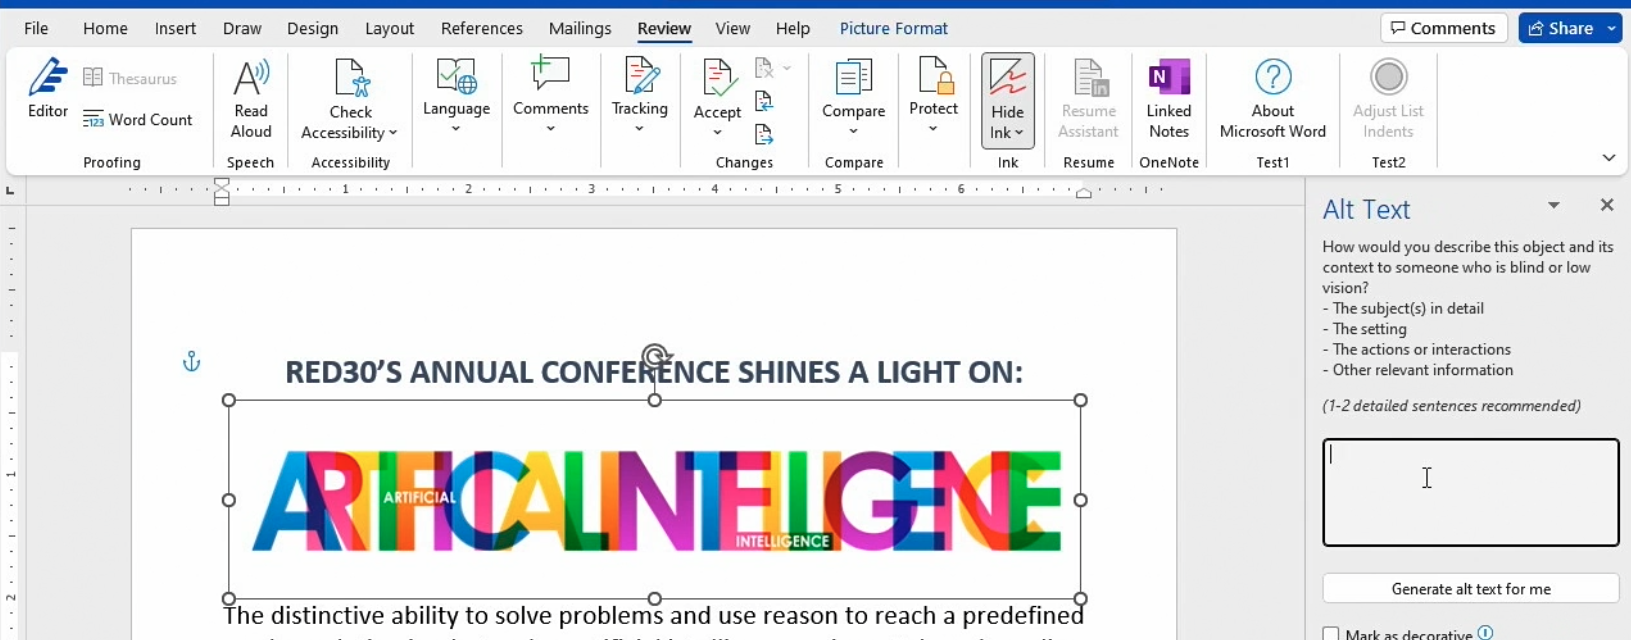 File Home Insert Draw Design Layout References Mailings Review View Help Picture Format Comments Share
Editor
Thesaurus
Word Count
Proofing
Read
Aloud
Speech
Check
Accessibility
Accessibility
Language
Comments
Tracking
Accept
Changes
Compare
Compare
Protect
Hide
Ink
Ink
Resume
Assistant
Resume
Linked
Notes
OneNote
About
Microsoft Word
Test1
Adjust List
Indents
Test2
1 2 3 4 5 6
1
2
RED30’S ANNUAL CONFERENCE SHINES A LIGHT ON:
ARTIFICIAL INTELLIGENCE
ARTIFICIAL
INTELLIGENCE
The distinctive ability to solve problems and use reason to reach a predefined
Alt Text
How would you describe this object and its
context to someone who is blind or low
vision?
- The subject(s) in detail
- The setting
- The actions or interactions
- Other relevant information
(1-2 detailed sentences recommended)
Generate alt text for me
Mark as decorative